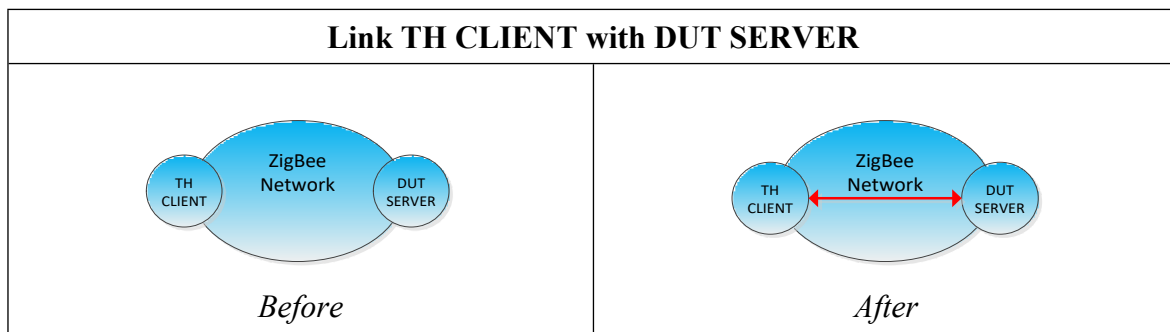 Link TH CLIENT with DUT SERVER
ZigBee
Network
TH
CLIENT
DUT
SERVER
Before
ZigBee
Network
TH
CLIENT
DUT
SERVER
After